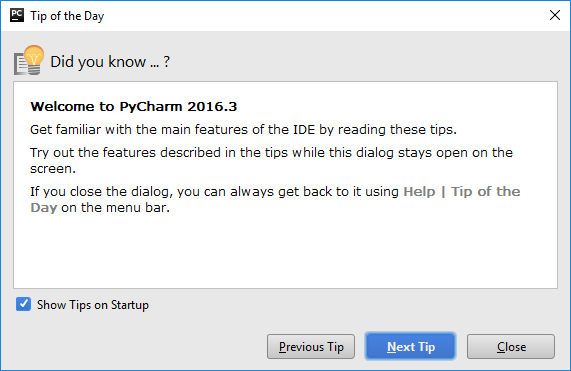 PC Tip of the Day
Did you know ... ?
Welcome to PyCharm 2016.3
Get familiar with the main features of the IDE by reading these tips.
Try out the features described in the tips while this dialog stays open on the
screen.
If you close the dialog, you can always get back to it using Help | Tip of the
Day on the menu bar.
Show Tips on Startup
Previous Tip Next Tip Close